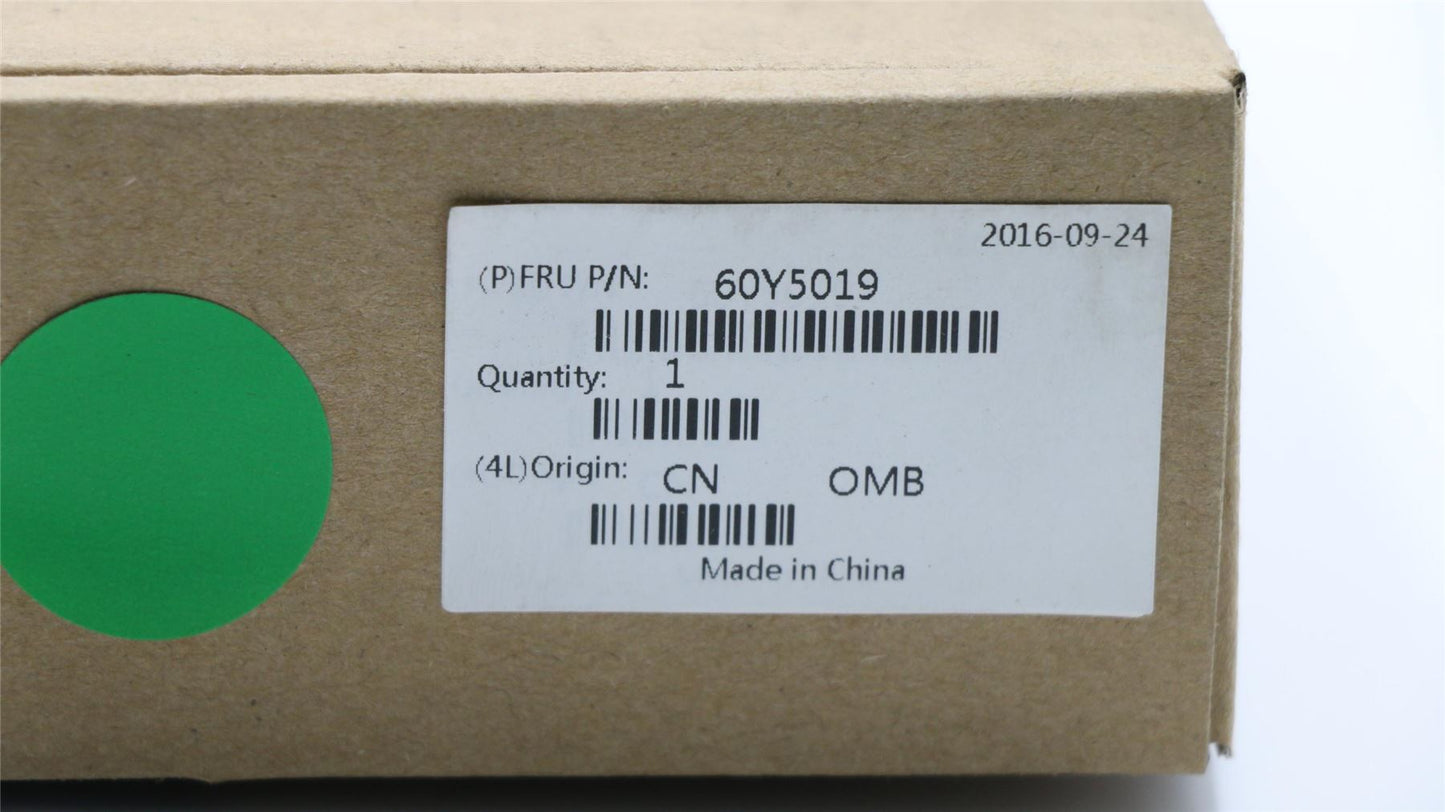 2016-09-24
(P)FRU P/N: 60Y5019
Quantity: 1
(4L)Origin: CN OMB
Made in China